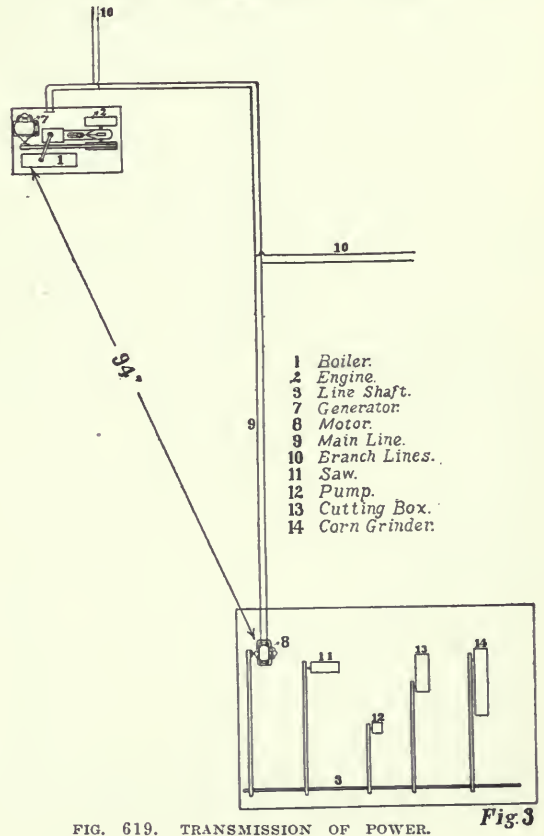 10
7
2
1
10
94"
9
1 Boiler.
2 Engine.
3 Line Shaft.
7 Generator.
8 Motor.
9 Main Line.
10 Eranch Lines.
11 Saw.
12 Pump.
13 Cutting Box.
14 Corn Grinder.
8
11
12
13
14
3
Fig.3
FIG. 619. TRANSMISSION OF POWER.